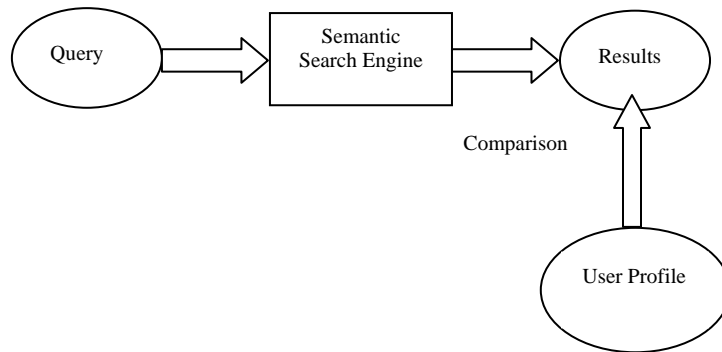 Query
Semantic
Search Engine
Results
Comparison
User Profile